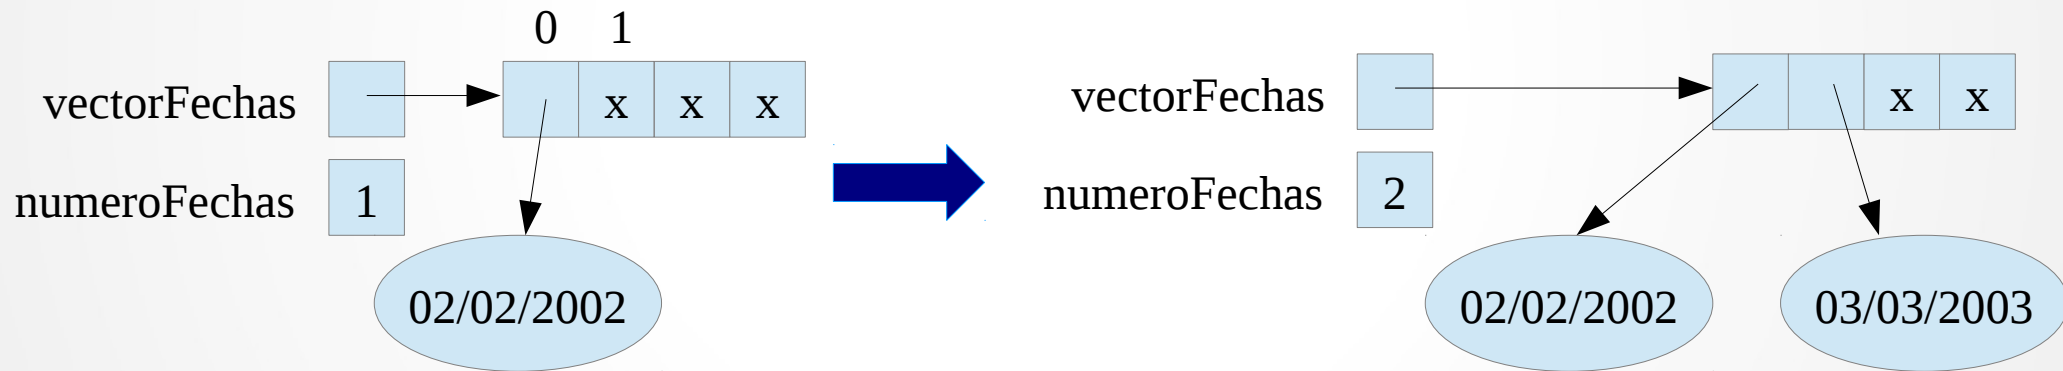 0 1
vectorFechas x x x
numeroFechas 1
02/02/2002
vectorFechas x x
numeroFechas 2
02/02/2002 03/03/2003